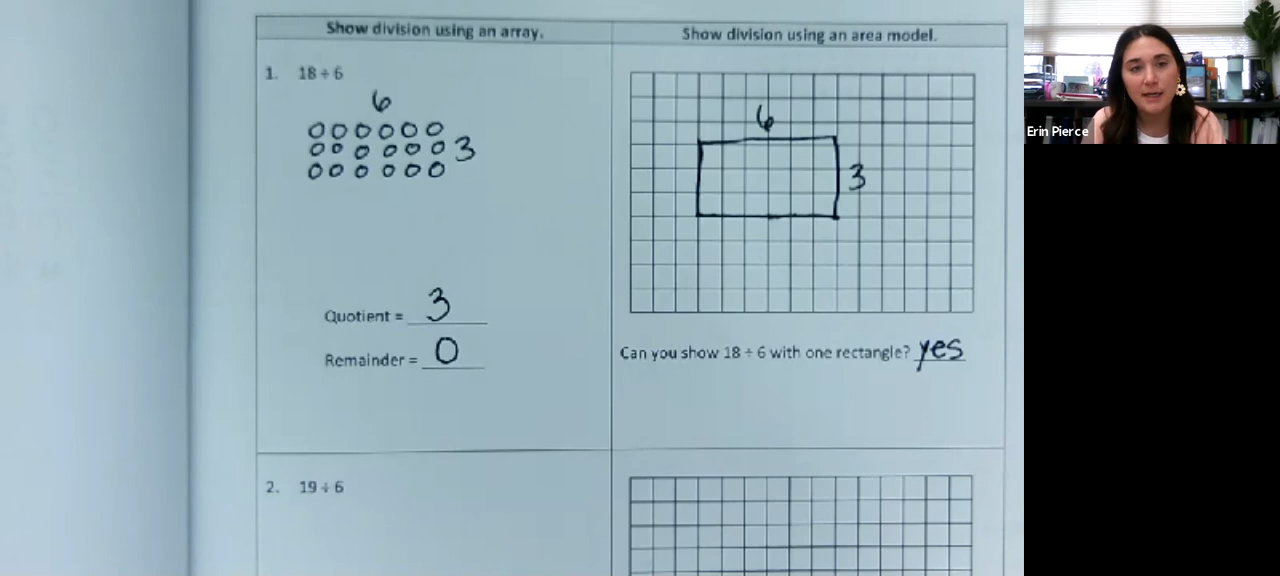 Show division using an array.
Show division using an area model.
1. 18 ÷ 6
6
3
Quotient = 3
Remainder = 0
6
3
Can you show 18 ÷ 6 with one rectangle? yes
2. 19 ÷ 6
Erin Pierce